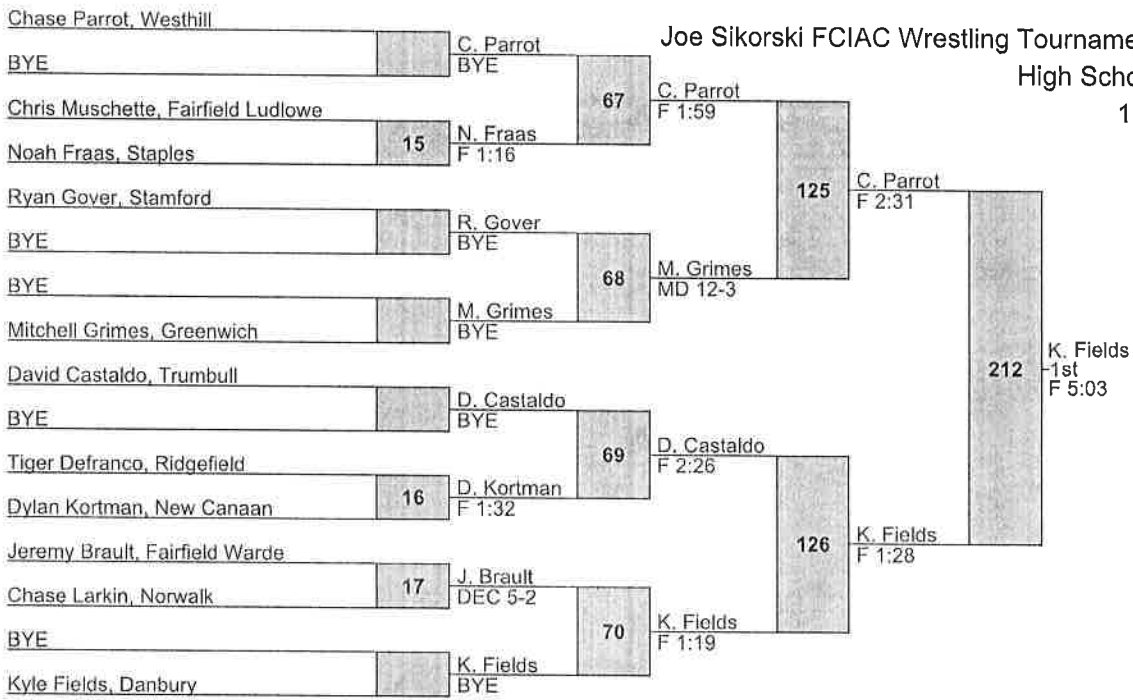 Joe Sikorski FCIAC Wrestling Tourname
High Scho
1
Chase Parrot, Westhill
BYE
Chris Muschette, Fairfield Ludlowe
Noah Fraas, Staples
Ryan Gover, Stamford
BYE
BYE
Mitchell Grimes, Greenwich
David Castaldo, Trumbull
BYE
Tiger Defranco, Ridgefield
Dylan Kortman, New Canaan
Jeremy Brault, Fairfield Warde
Chase Larkin, Norwalk
BYE
Kyle Fields, Danbury
15
16
17
C. Parrot
BYE
N. Fraas
F 1:16
R. Gover
BYE
M. Grimes
BYE
D. Castaldo
BYE
D. Kortman
F 1:32
J. Brault
DEC 5-2
K. Fields
BYE
67
68
69
70
C. Parrot
F 1:59
M. Grimes
MD 12-3
D. Castaldo
F 2:26
K. Fields
F 1:19
125
126
C. Parrot
F 2:31
K. Fields
F 1:28
212
K. Fields
1st
F 5:03